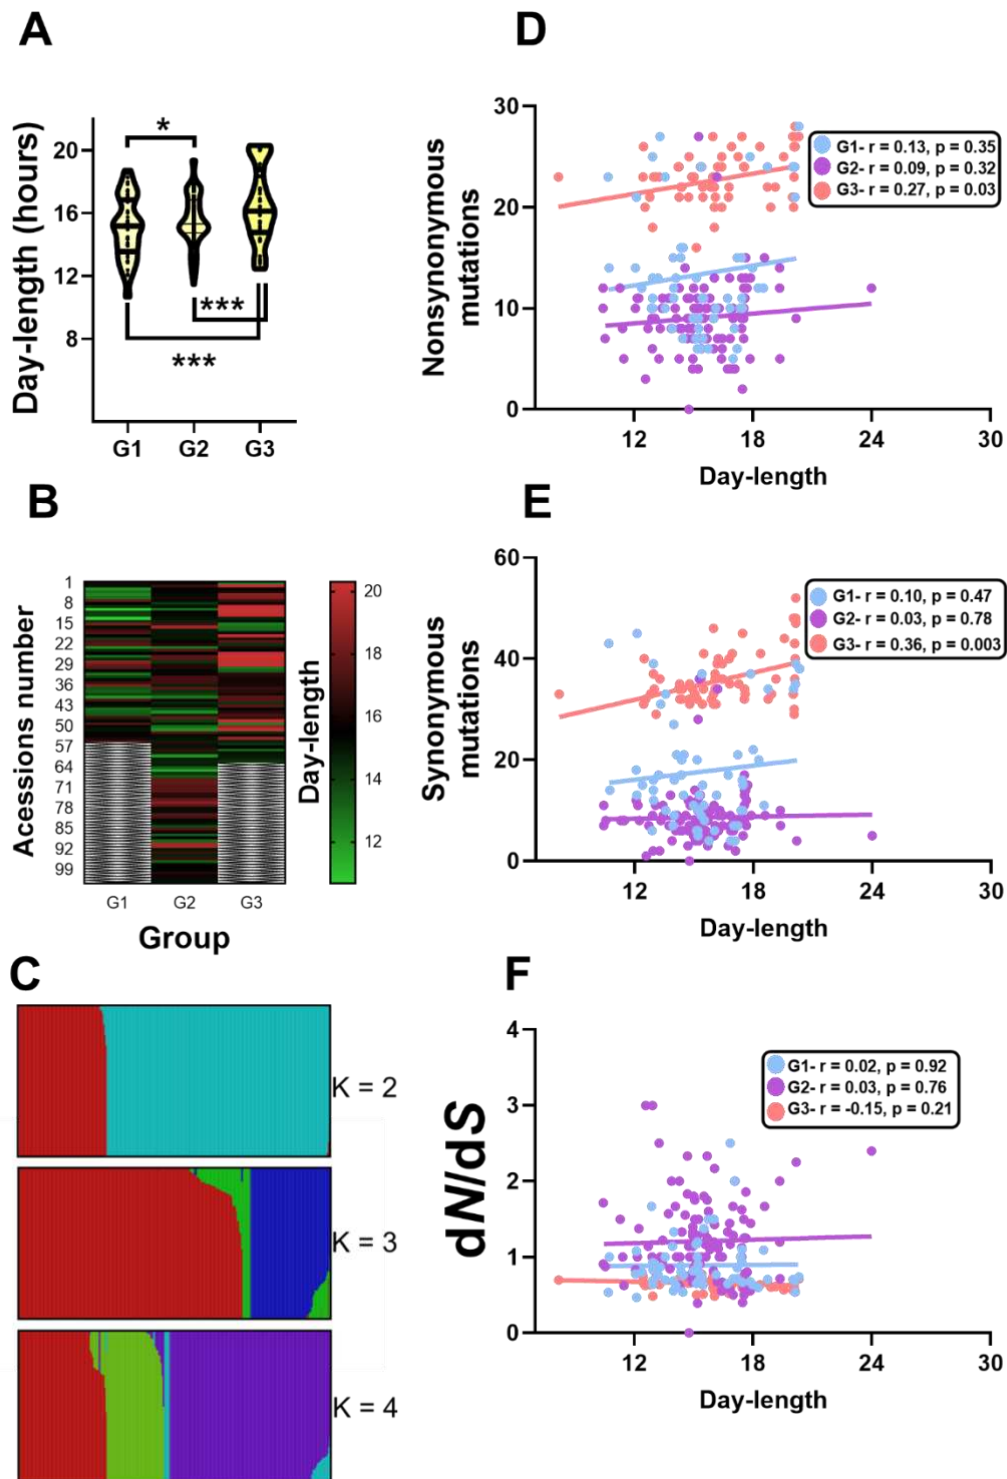 A
Day-length (hours)
20
16
12
8
*
***
***
G1 G2 G3
B
Acessions number
1
8
15
22
29
36
43
50
57
64
71
78
85
92
99
G1 G2 G3
Group
Day-length
20
18
16
14
12
C
K = 2
K = 3
K = 4
D
Nonsynonymous
mutations
30
20
10
0
G1- r = 0.13, p = 0.35
G2- r = 0.09, p = 0.32
G3- r = 0.27, p = 0.03
12 18 24 30
Day-length
E
Synonymous
mutations
60
40
20
0
G1- r = 0.10, p = 0.47
G2- r = 0.03, p = 0.78
G3- r = 0.36, p = 0.003
12 18 24 30
Day-length
F
dN/dS
4
3
2
1
0
G1- r = 0.02, p = 0.92
G2- r = 0.03, p = 0.76
G3- r = -0.15, p = 0.21
12 18 24 30
Day-length